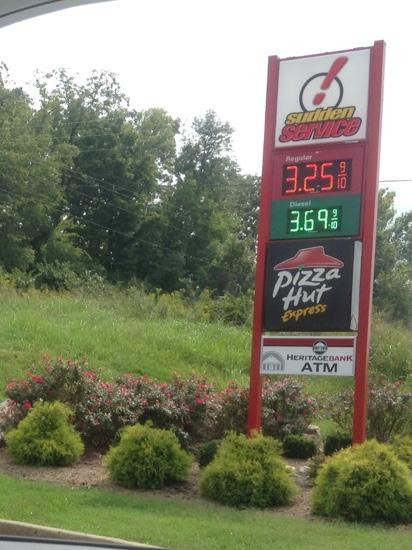 sudden
service
Regular
3.25 9/10
Diesel
3.69 9/10
Pizza
Hut
Express
HERITAGEBANK
ATM